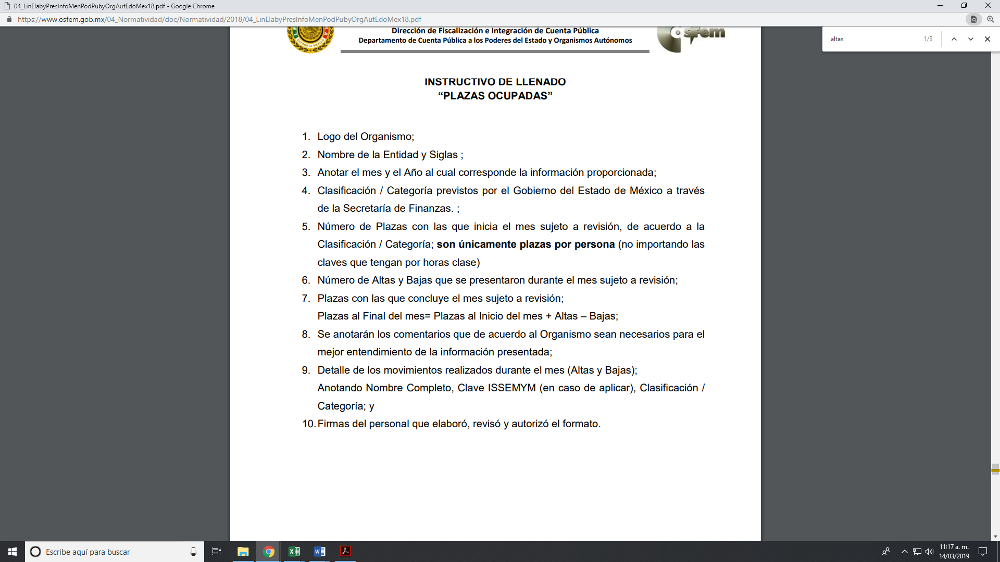 04_LinElabyPresInfoMenPodPubyOrgAutEdoMex18.pdf - Google Chrome
https://www.osfem.gob.mx/04_Normatividad/doc/Normatividad/2018/04_LinElabyPresInfoMenPodPubyOrgAutEdoMex18.pdf
altas 1/3
Dirección de Fiscalización e Integración de Cuenta Pública
Departamento de Cuenta Pública a los Poderes del Estado y Organismos Autónomos
osfem
INSTRUCTIVO DE LLENADO
“PLAZAS OCUPADAS”
1. Logo del Organismo;
2. Nombre de la Entidad y Siglas ;
3. Anotar el mes y el Año al cual corresponde la información proporcionada;
4. Clasificación / Categoría previstos por el Gobierno del Estado de México a través
de la Secretaría de Finanzas. ;
5. Número de Plazas con las que inicia el mes sujeto a revisión, de acuerdo a la
Clasificación / Categoría; son únicamente plazas por persona (no importando las
claves que tengan por horas clase)
6. Número de Altas y Bajas que se presentaron durante el mes sujeto a revisión;
7. Plazas con las que concluye el mes sujeto a revisión;
Plazas al Final del mes= Plazas al Inicio del mes + Altas – Bajas;
8. Se anotarán los comentarios que de acuerdo al Organismo sean necesarios para el
mejor entendimiento de la información presentada;
9. Detalle de los movimientos realizados durante el mes (Altas y Bajas);
Anotando Nombre Completo, Clave ISSEMYM (en caso de aplicar), Clasificación /
Categoría; y
10. Firmas del personal que elaboró, revisó y autorizó el formato.
Escribe aquí para buscar
11:17 a. m.
14/03/2019